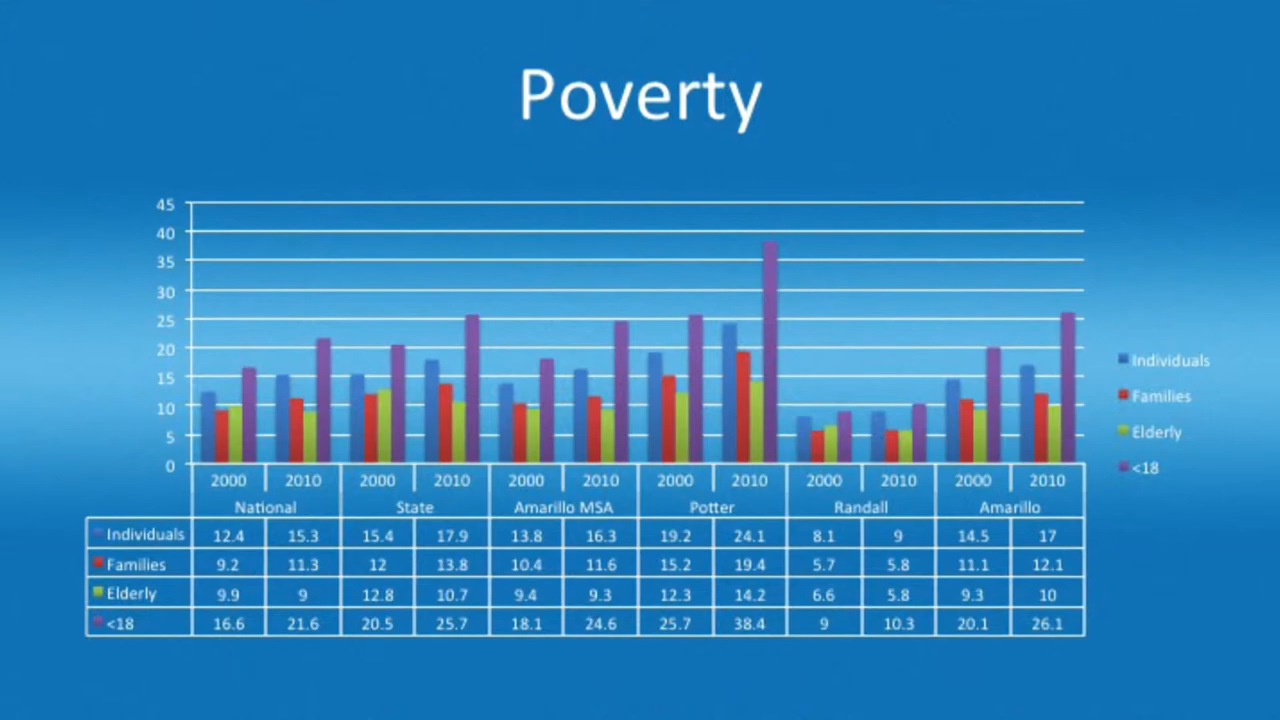 Poverty
45
40
35
30
25
20
15
10
5
0
2000 2010 2000 2010 2000 2010 2000 2010 2000 2010 2000 2010
National State Amarillo MSA Potter Randall Amarillo
Individuals 12.4 15.3 15.4 17.9 13.8 16.3 19.2 24.1 8.1 9 14.5 17
Families 9.2 11.3 12 13.8 10.4 11.6 15.2 19.4 5.7 5.8 11.1 12.1
Elderly 9.9 9 12.8 10.7 9.4 9.3 12.3 14.2 6.6 5.8 9.3 10
<18 16.6 21.6 20.5 25.7 18.1 24.6 25.7 38.4 9 10.3 20.1 26.1
Individuals
Families
Elderly
<18